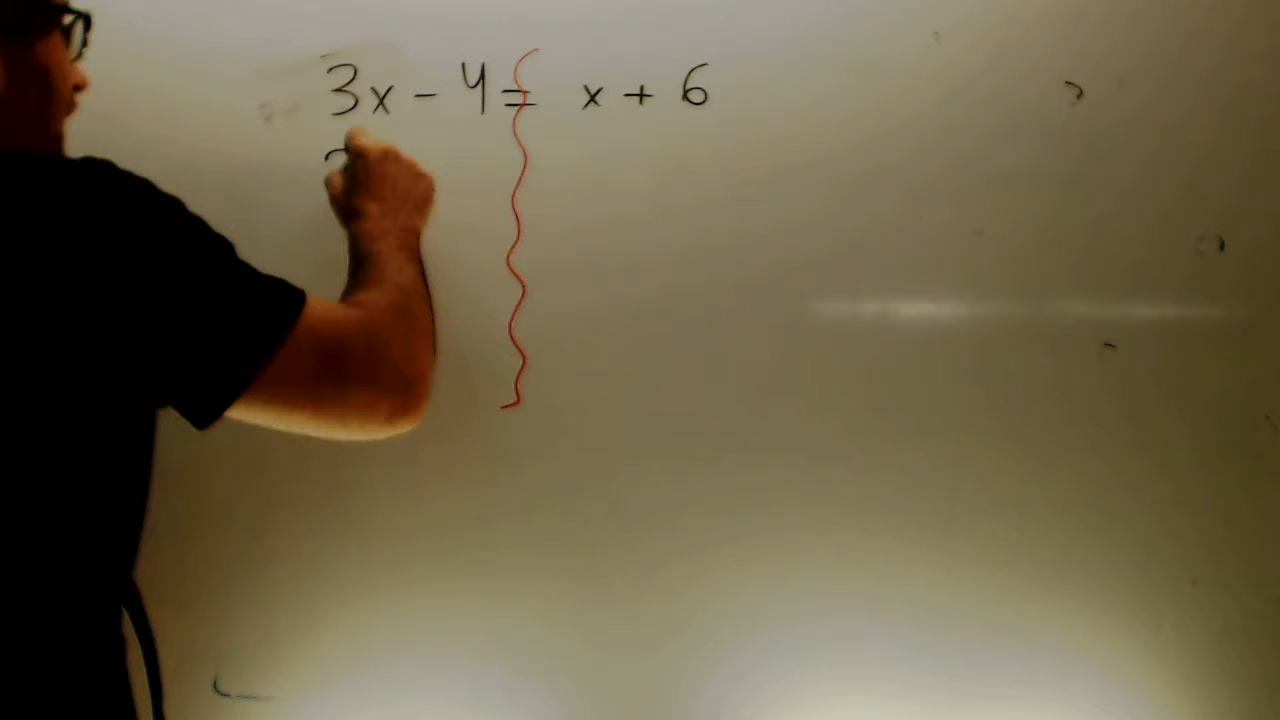 3x - 4 = x + 6